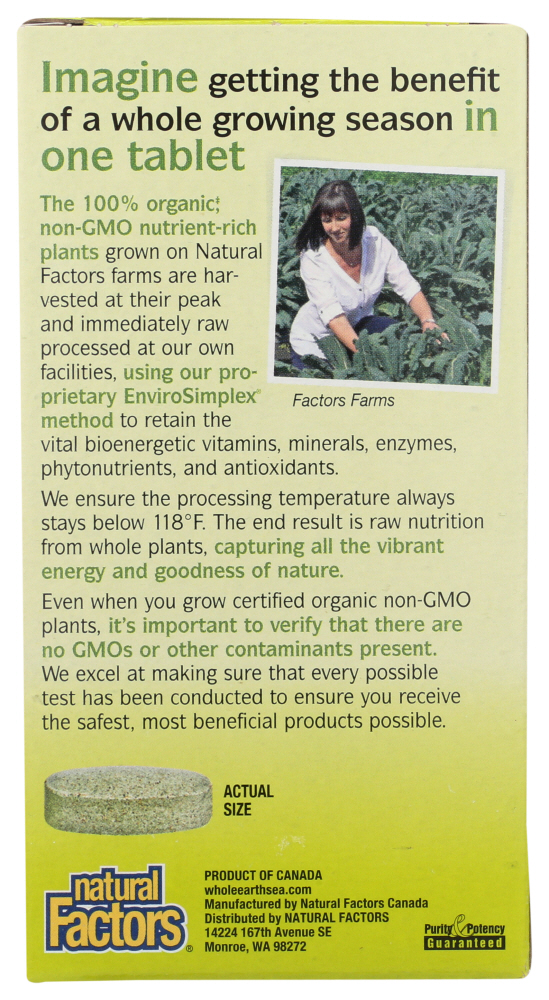 Imagine getting the benefit
of a whole growing season in
one tablet
The 100% organic‡,
non-GMO nutrient-rich
plants grown on Natural
Factors farms are har-
vested at their peak
and immediately raw
processed at our own
facilities, using our pro-
prietary EnviroSimplex®
method to retain the
vital bioenergetic vitamins, minerals, enzymes,
phytonutrients, and antioxidants.
Factors Farms
We ensure the processing temperature always
stays below 118°F. The end result is raw nutrition
from whole plants, capturing all the vibrant
energy and goodness of nature.
Even when you grow certified organic non-GMO
plants, it's important to verify that there are
no GMOs or other contaminants present.
We excel at making sure that every possible
test has been conducted to ensure you receive
the safest, most beneficial products possible.
ACTUAL
SIZE
natural
Factors®
PRODUCT OF CANADA
wholeearthsea.com
Manufactured by Natural Factors Canada
Distributed by NATURAL FACTORS
14224 167th Avenue SE
Monroe, WA 98272
Purity & Potency
Guaranteed